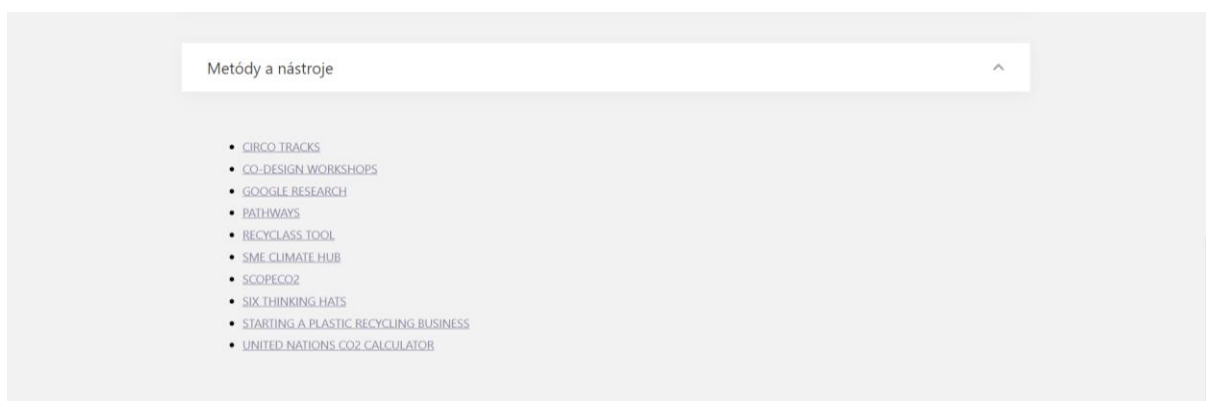 Metódy a nástroje
CIRCO TRACKS
CO-DESIGN WORKSHOPS
GOOGLE RESEARCH
PATHWAYS
RECYCLASS TOOL
SME CLIMATE HUB
SCOPECO2
SIX THINKING HATS
STARTING A PLASTIC RECYCLING BUSINESS
UNITED NATIONS CO2 CALCULATOR